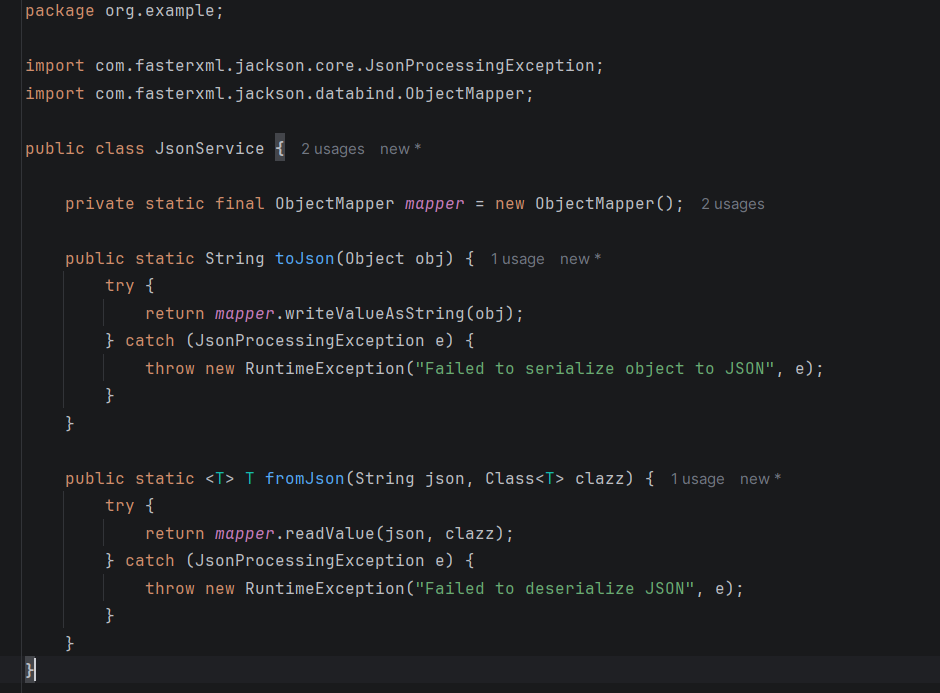 package org.example;
import com.fasterxml.jackson.core.JsonProcessingException;
import com.fasterxml.jackson.databind.ObjectMapper;
public class JsonService {  2 usages  new *
    private static final ObjectMapper mapper = new ObjectMapper();  2 usages
    public static String toJson(Object obj) {  1 usage  new *
        try {
            return mapper.writeValueAsString(obj);
        } catch (JsonProcessingException e) {
            throw new RuntimeException("Failed to serialize object to JSON", e);
        }
    }
    public static <T> T fromJson(String json, Class<T> clazz) {  1 usage  new *
        try {
            return mapper.readValue(json, clazz);
        } catch (JsonProcessingException e) {
            throw new RuntimeException("Failed to deserialize JSON", e);
        }
    }
}